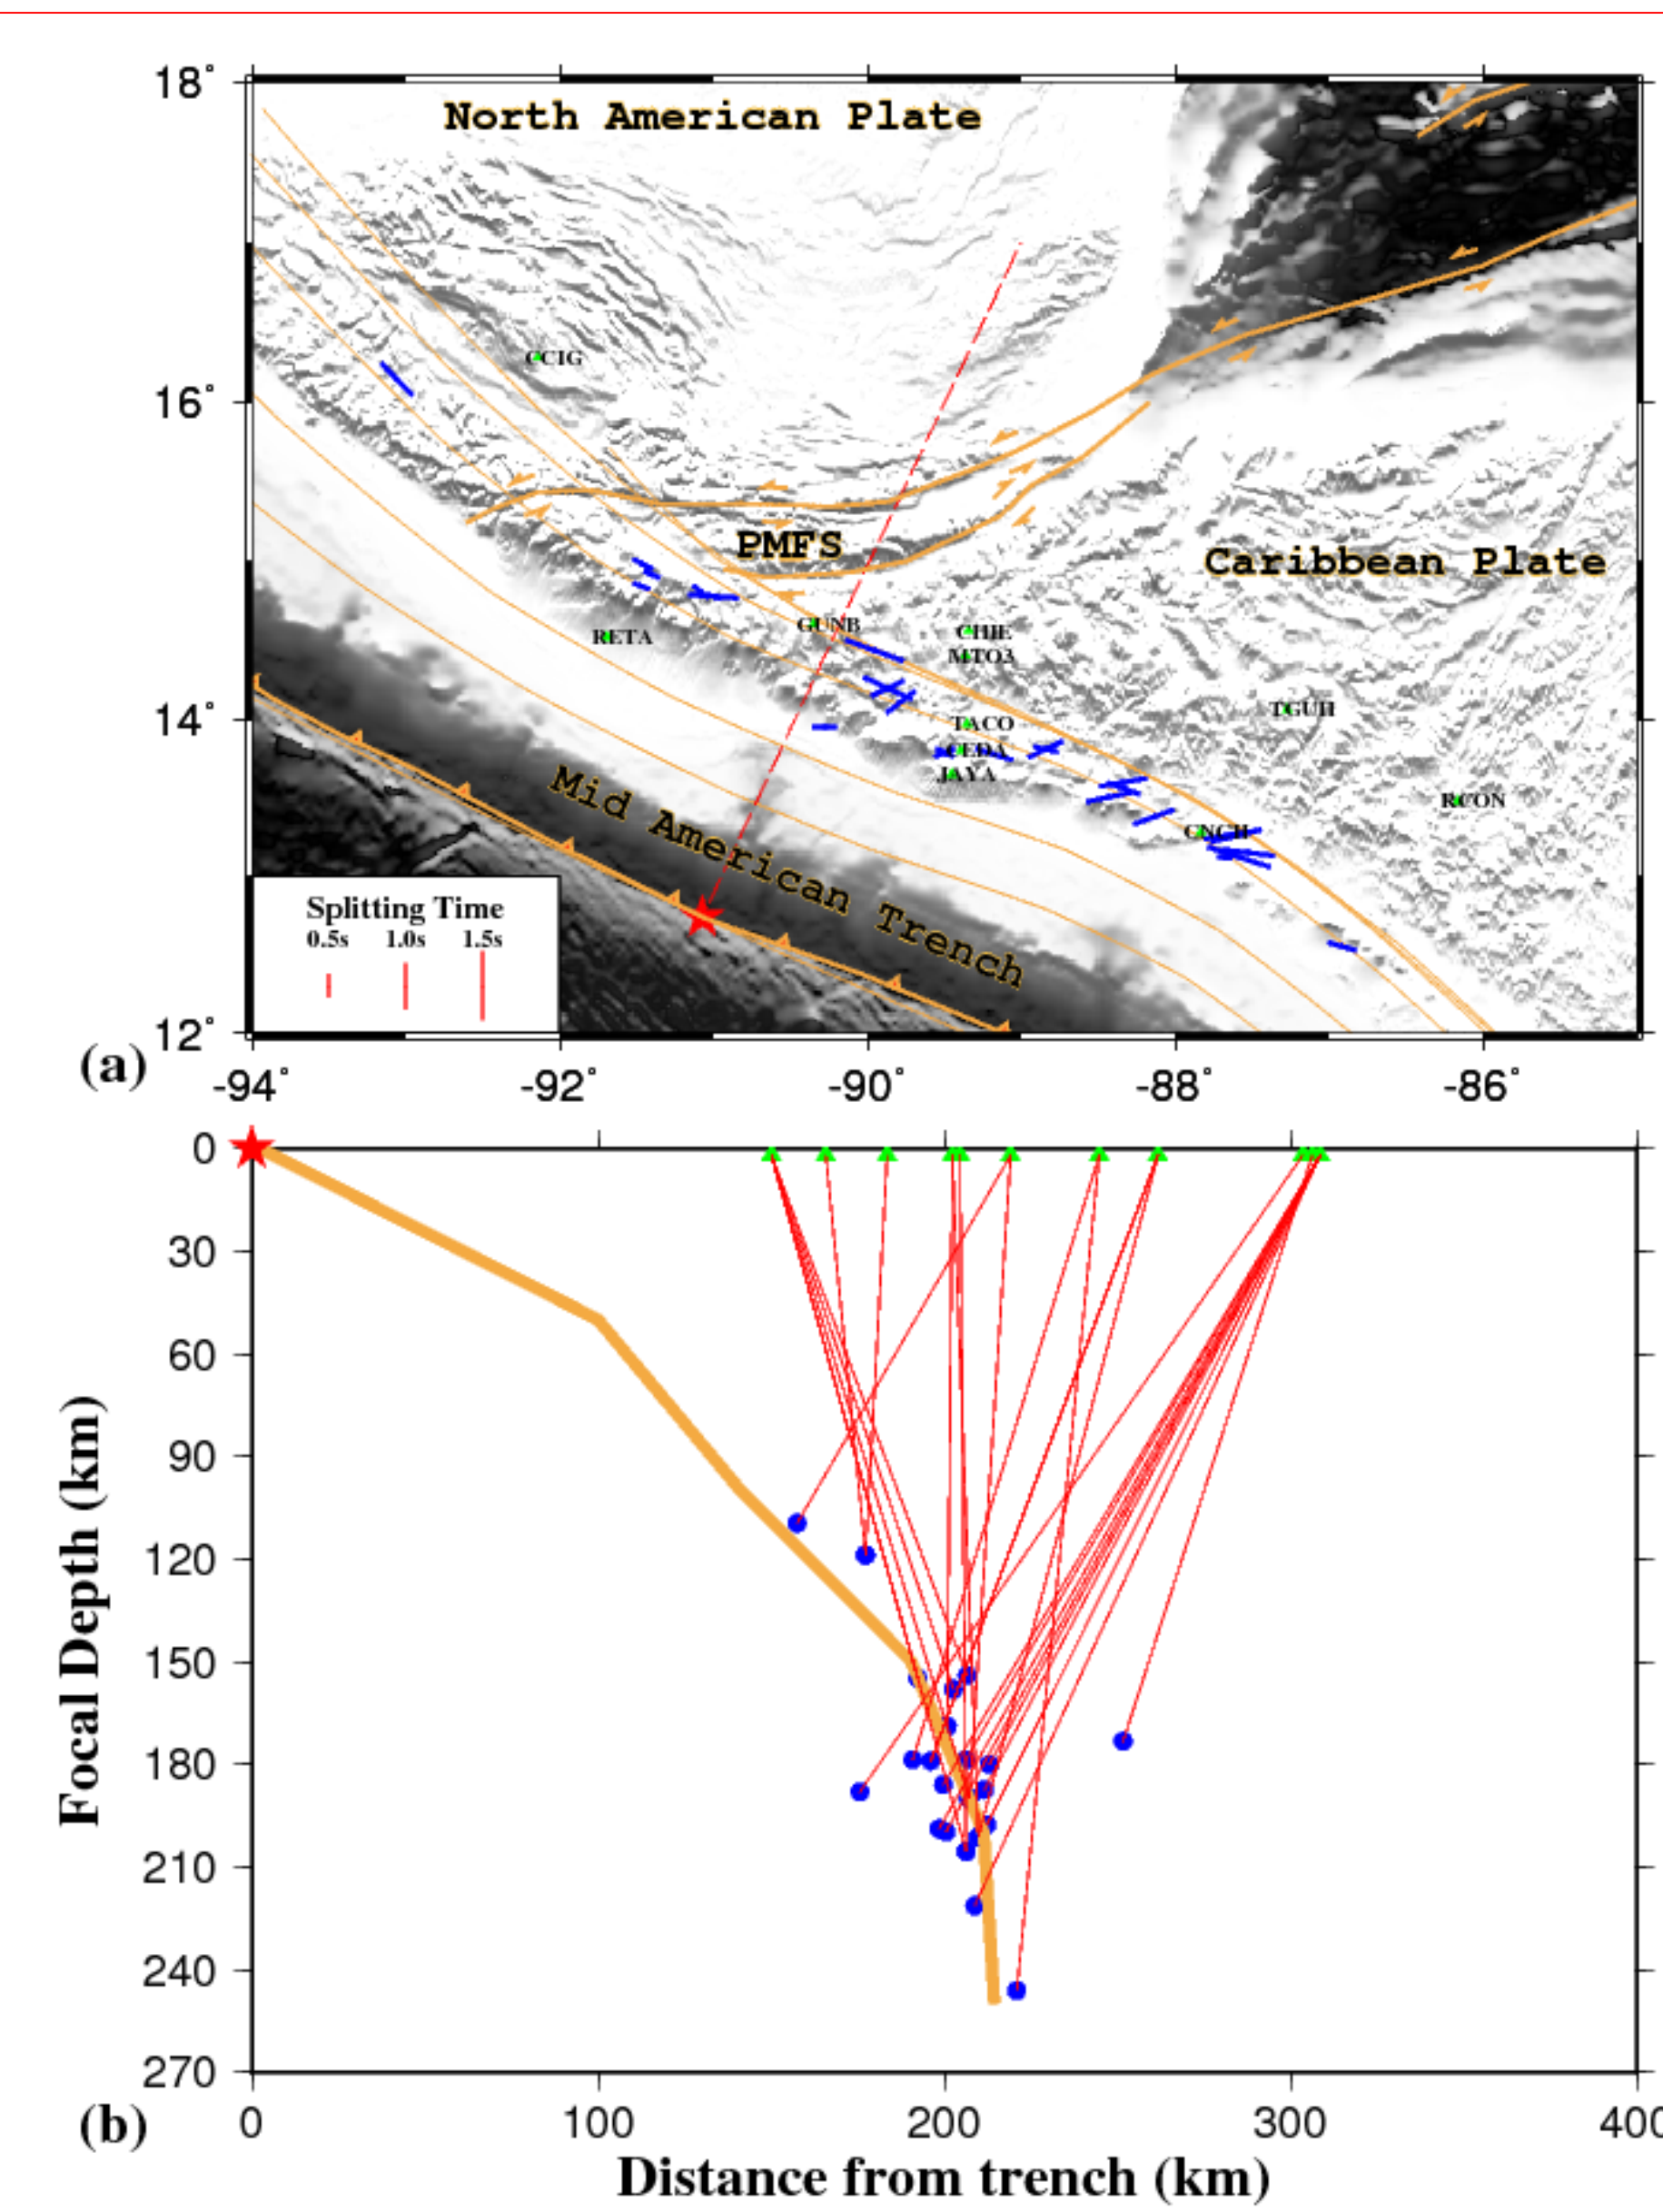 18°
North American Plate
CCIG
16°
PMFS
Caribbean Plate
GUNB
CHIE
RETA
MTO3
TGUH
14°
TACO
CEDA
JAYA
Mid American Trench
RCON
CNCH
Splitting Time
0.5s 1.0s 1.5s
12°
(a)
-94° -92° -90° -88° -86°
0
30
60
90
120
150
180
210
240
270
Focal Depth (km)
(b)
0 100 200 300 400
Distance from trench (km)